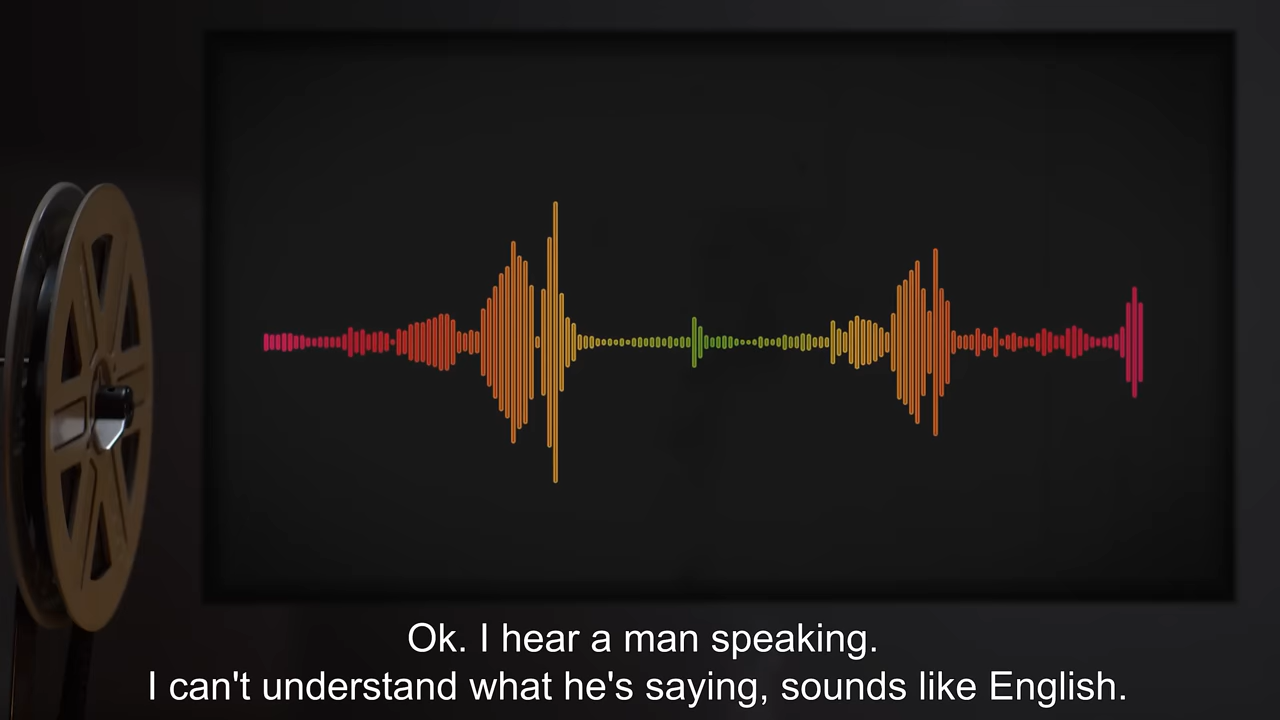 Ok. I hear a man speaking.
I can't understand what he's saying, sounds like English.